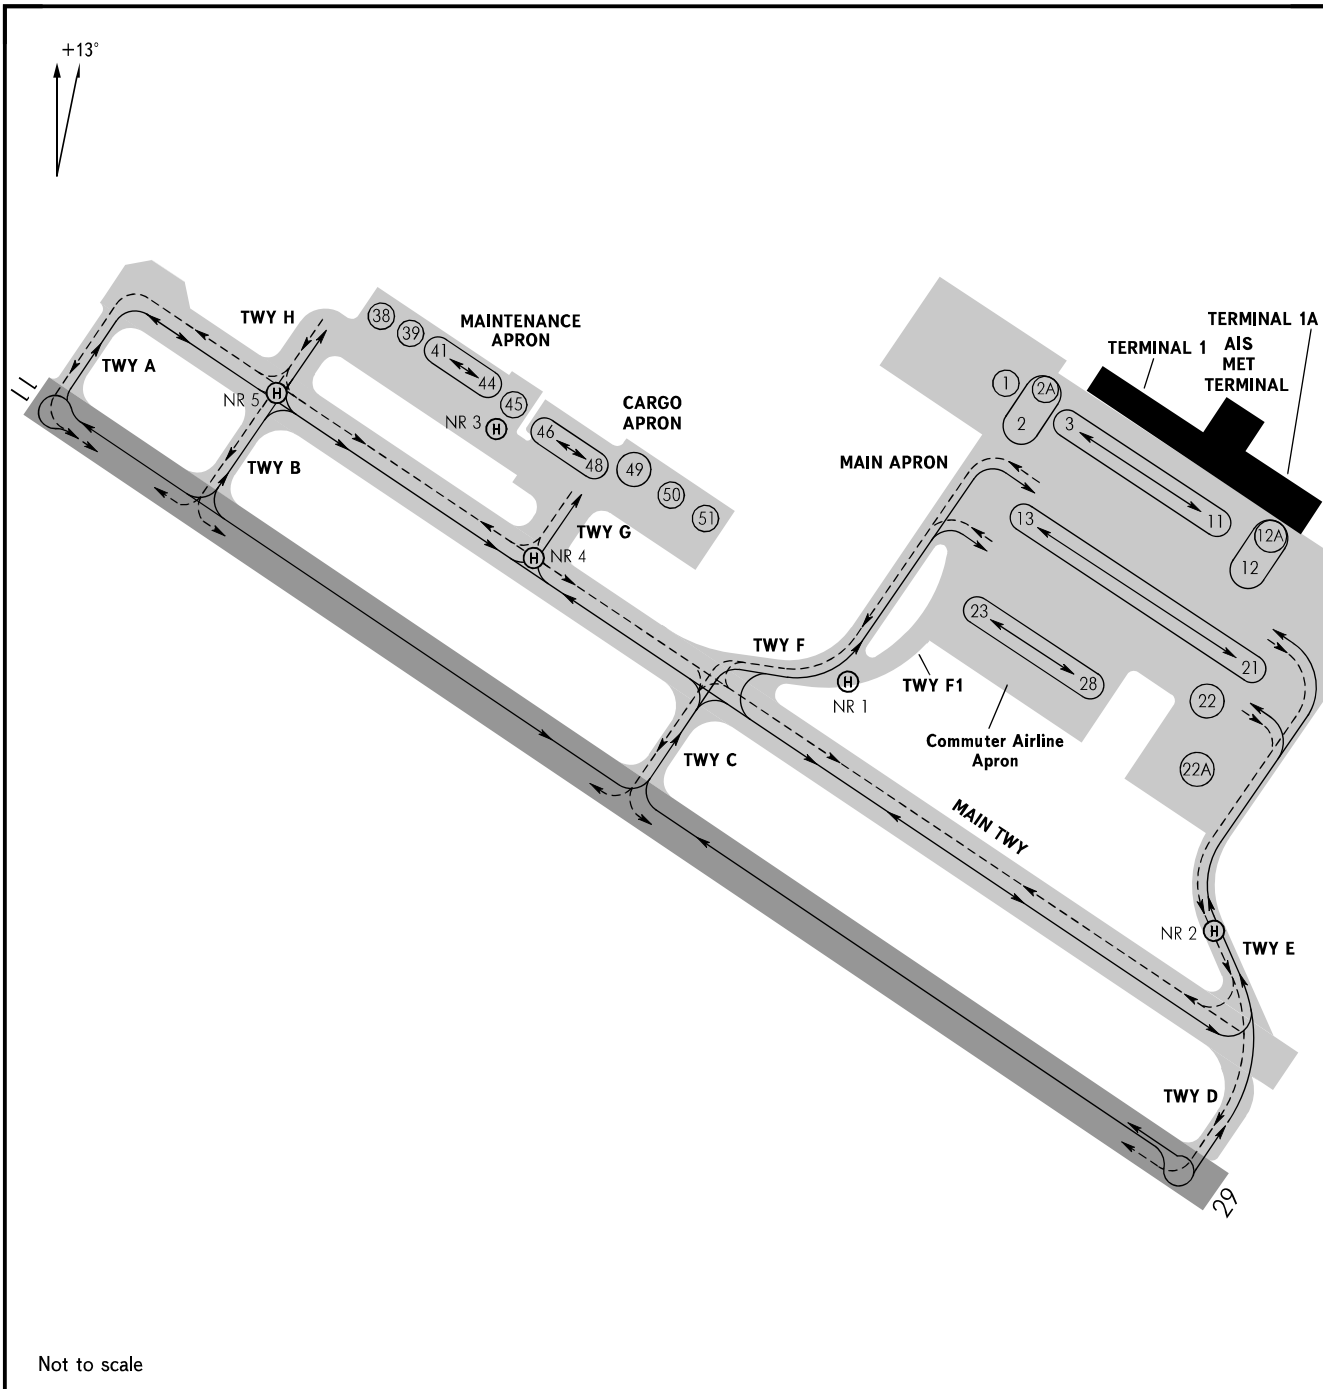 +13°
TERMINAL 1A
TERMINAL 1
AIS
MET
TERMINAL
TWY H
38
39
MAINTENANCE
APRON
41
44
45
TWY A
11
NR 5
H
NR 3
H
CARGO
APRON
46
48
49
50
51
1
2A
2
3
11
MAIN APRON
12A
12
TWY B
13
21
TWY G
H
NR 4
23
28
TWY F
H
NR 1
TWY F1
22
22A
Commuter Airline
Apron
TWY C
MAIN TWY
NR 2
H
TWY E
TWY D
29
Not to scale